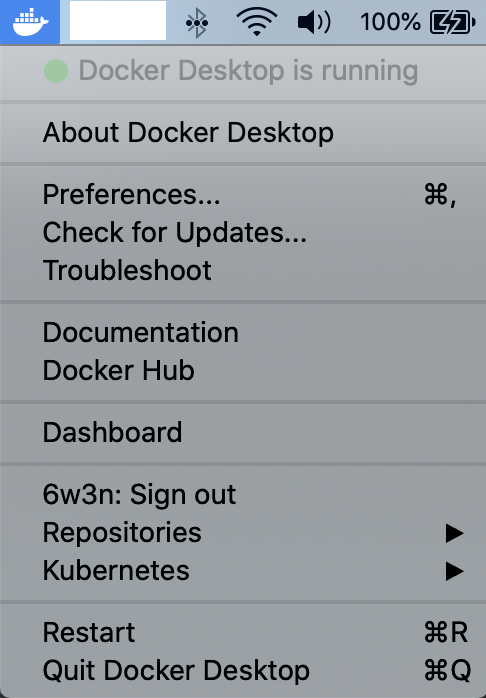 100%
Docker Desktop is running
About Docker Desktop
Preferences... ⌘,
Check for Updates...
Troubleshoot
Documentation
Docker Hub
Dashboard
6w3n: Sign out
Repositories ▶
Kubernetes ▶
Restart ⌘R
Quit Docker Desktop ⌘Q